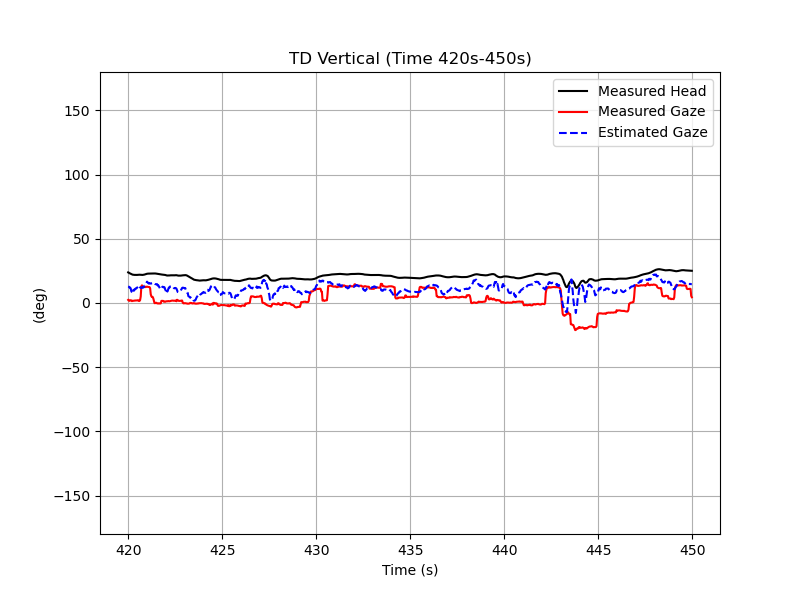 TD Vertical (Time 420s-450s)
Measured Head
Measured Gaze
Estimated Gaze
150
100
50
0
−50
−100
−150
(deg)
420 425 430 435 440 445 450
Time (s)